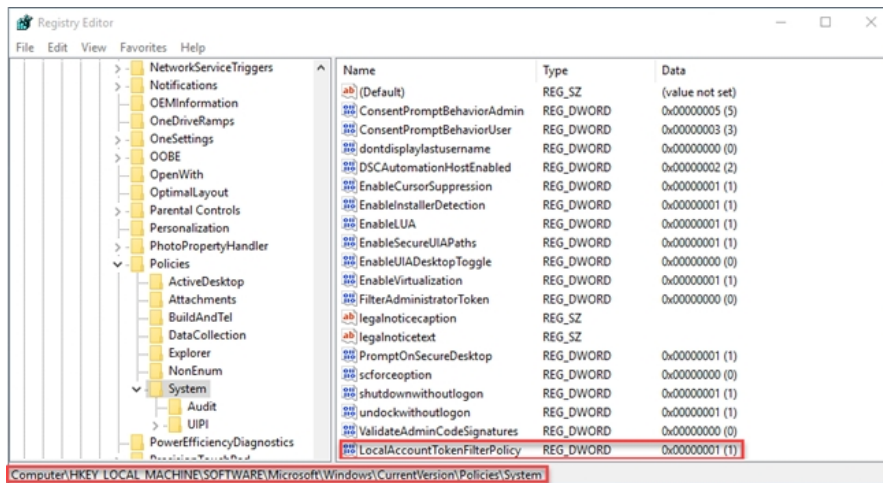 Registry Editor
File Edit View Favorites Help
NetworkServiceTriggers
Notifications
OEMInformation
OneDriveRamps
OneSettings
OOBE
OpenWith
OptimalLayout
Parental Controls
Personalization
PhotoPropertyHandler
Policies
ActiveDesktop
Attachments
BuildAndTel
DataCollection
Explorer
NonEnum
System
Audit
UIPI
PowerEfficiencyDiagnostics
Name Type Data
(Default) REG_SZ (value not set)
ConsentPromptBehaviorAdmin REG_DWORD 0x00000005 (5)
ConsentPromptBehaviorUser REG_DWORD 0x00000003 (3)
dontdisplaylastusername REG_DWORD 0x00000000 (0)
DSCAutomationHostEnabled REG_DWORD 0x00000002 (2)
EnableCursorSuppression REG_DWORD 0x00000001 (1)
EnableInstallerDetection REG_DWORD 0x00000001 (1)
EnableLUA REG_DWORD 0x00000001 (1)
EnableSecureUIAPaths REG_DWORD 0x00000001 (1)
EnableUIADesktopToggle REG_DWORD 0x00000000 (0)
EnableVirtualization REG_DWORD 0x00000001 (1)
FilterAdministratorToken REG_DWORD 0x00000000 (0)
legalnoticecaption REG_SZ
legalnoticetext REG_SZ
PromptOnSecureDesktop REG_DWORD 0x00000001 (1)
scforceoption REG_DWORD 0x00000000 (0)
shutdownwithoutlogon REG_DWORD 0x00000001 (1)
undockwithoutlogon REG_DWORD 0x00000001 (1)
ValidateAdminCodeSignatures REG_DWORD 0x00000000 (0)
LocalAccountTokenFilterPolicy REG_DWORD 0x00000001 (1)
Computer\HKEY_LOCAL_MACHINE\SOFTWARE\Microsoft\Windows\CurrentVersion\Policies\System